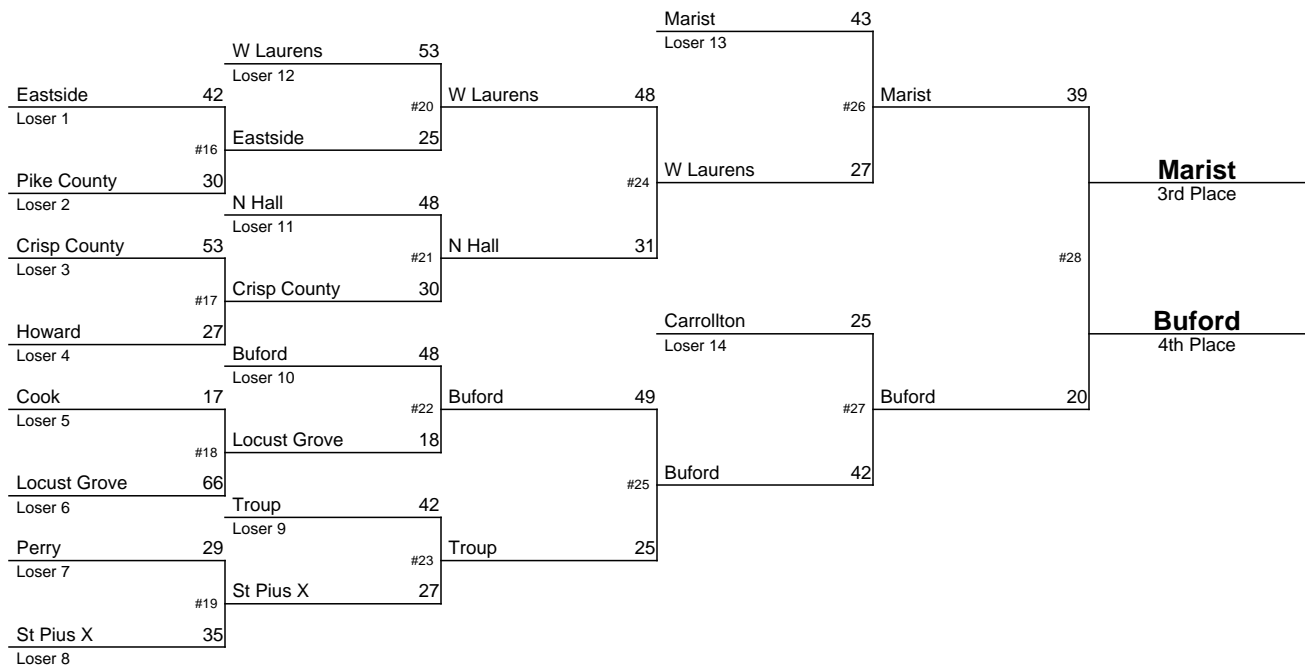 Marist 43
Loser 13
W Laurens 53
Loser 12
Eastside 42
Loser 1
#20
W Laurens 48
#26
Marist 39
Eastside 25
#16
Pike County 30
Loser 2
#24
W Laurens 27
Marist
3rd Place
N Hall 48
Loser 11
Crisp County 53
Loser 3
#21
N Hall 31
#28
Crisp County 30
#17
Howard 27
Loser 4
Carrollton 25
Loser 14
Buford
4th Place
Buford 48
Loser 10
Cook 17
Loser 5
#22
Buford 49
#27
Buford 20
Locust Grove 18
#18
Locust Grove 66
Loser 6
#25
Buford 42
Troup 42
Loser 9
Perry 29
Loser 7
#23
Troup 25
St Pius X 27
#19
St Pius X 35
Loser 8